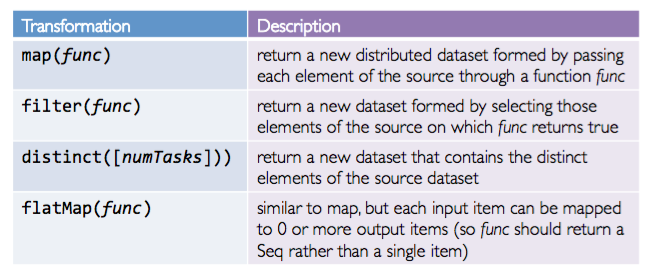 Transformation Description
map(func) return a new distributed dataset formed by passing
each element of the source through a function func
filter(func) return a new dataset formed by selecting those
elements of the source on which func returns true
distinct([numTasks])) return a new dataset that contains the distinct
elements of the source dataset
flatMap(func) similar to map, but each input item can be mapped
to 0 or more output items (so func should return a
Seq rather than a single item)